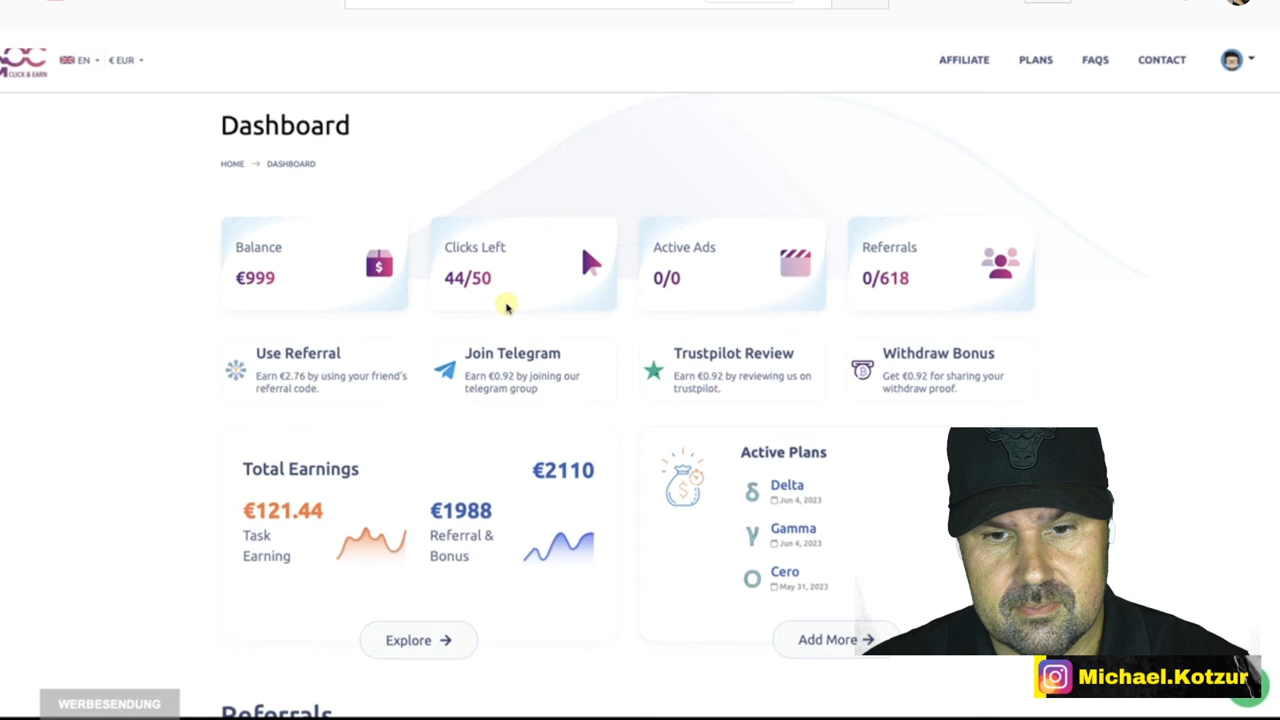 CLICK & EARN
EN
€ EUR
AFFILIATE
PLANS
FAQS
CONTACT
Dashboard
HOME → DASHBOARD
Balance
€999
Clicks Left
44/50
Active Ads
0/0
Referrals
0/618
Use Referral
Earn €2.76 by using your friend's
referral code.
Join Telegram
Earn €0.92 by joining our
telegram group
Trustpilot Review
Earn €0.92 by reviewing us on
trustpilot.
Withdraw Bonus
Get €0.92 for sharing your
withdraw proof.
Total Earnings
€2110
€121.44
Task
Earning
€1988
Referral &
Bonus
Explore →
Active Plans
Delta
Jun 4, 2023
Gamma
Jun 4, 2023
Cero
May 31, 2023
Add More →
Michael.Kotzur
WERBESENDUNG
Referrals